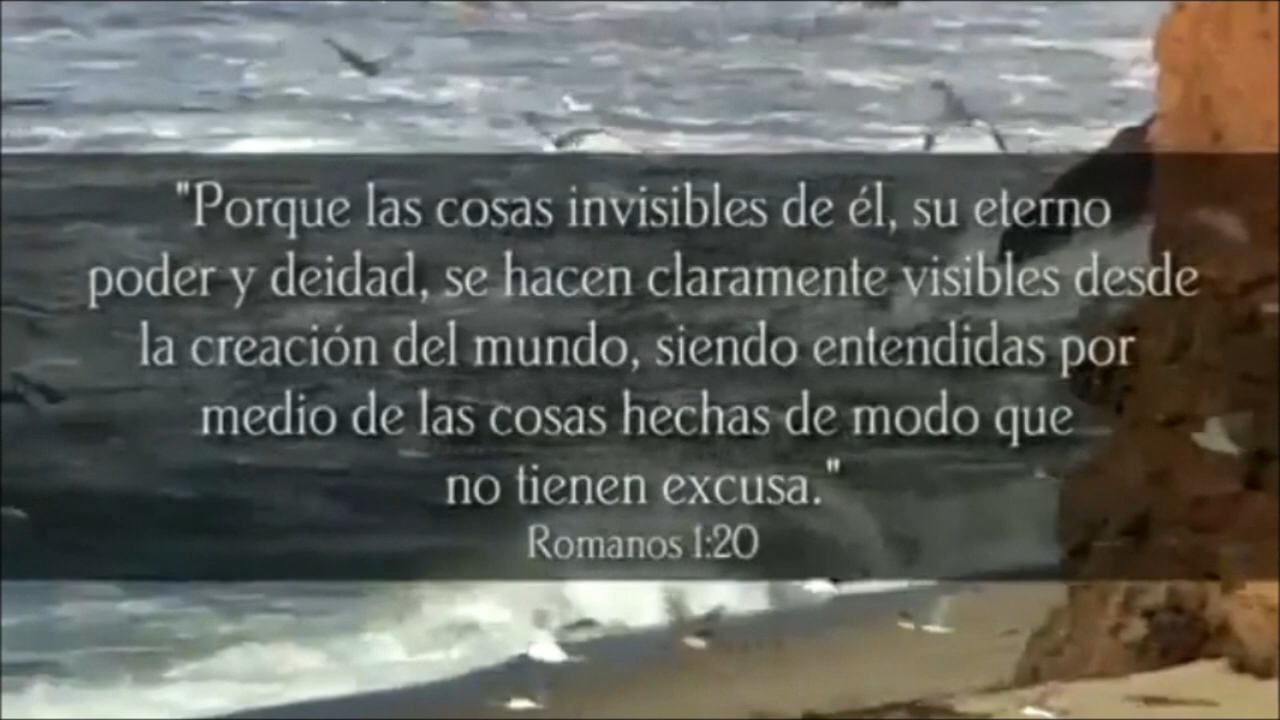 "Porque las cosas invisibles de él, su eterno
poder y deidad, se hacen claramente visibles desde
la creación del mundo, siendo entendidas por
medio de las cosas hechas de modo que
no tienen excusa."
Romanos 1:20